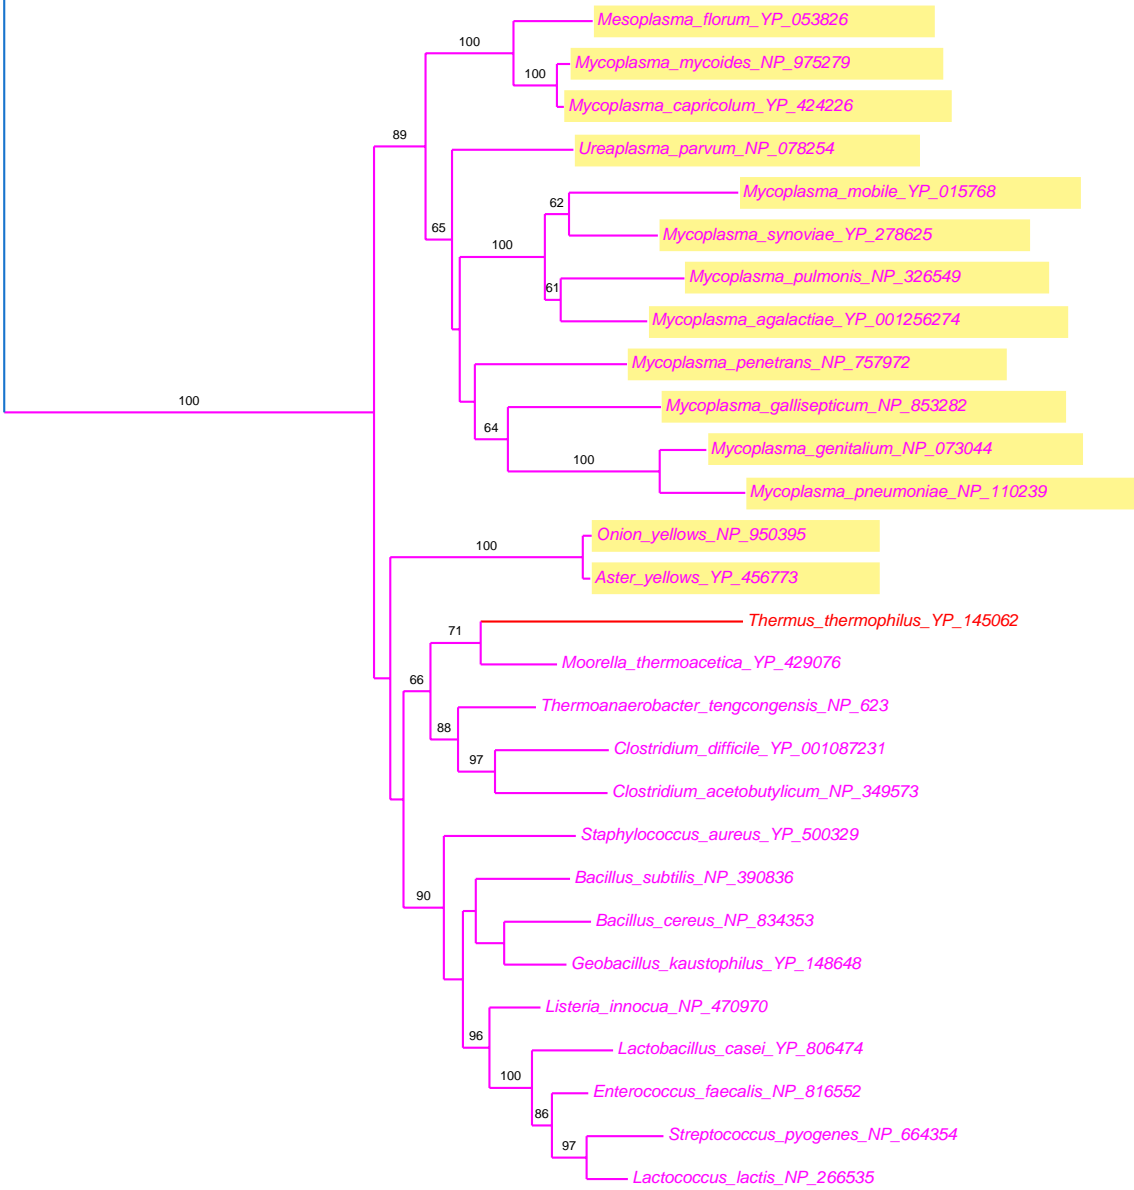 Mesoplasma_florum_YP_053826
100
Mycoplasma_mycoides_NP_975279
100
Mycoplasma_capricolum_YP_424226
89
Ureaplasma_parvum_NP_078254
Mycoplasma_mobile_YP_015768
62
65
Mycoplasma_synoviae_YP_278625
100
Mycoplasma_pulmonis_NP_326549
61
Mycoplasma_agalactiae_YP_001256274
Mycoplasma_penetrans_NP_757972
100
Mycoplasma_gallisepticum_NP_853282
64
Mycoplasma_genitalium_NP_073044
100
Mycoplasma_pneumoniae_NP_110239
Onion_yellows_NP_950395
100
Aster_yellows_YP_456773
Thermus_thermophilus_YP_145062
71
Moorella_thermoacetica_YP_429076
66
Thermoanaerobacter_tengcongensis_NP_623
88
Clostridium_difficile_YP_001087231
97
Clostridium_acetobutylicum_NP_349573
Staphylococcus_aureus_YP_500329
Bacillus_subtilis_NP_390836
90
Bacillus_cereus_NP_834353
Geobacillus_kaustophilus_YP_148648
Listeria_innocua_NP_470970
96
Lactobacillus_casei_YP_806474
100
Enterococcus_faecalis_NP_816552
86
Streptococcus_pyogenes_NP_664354
97
Lactococcus_lactis_NP_266535